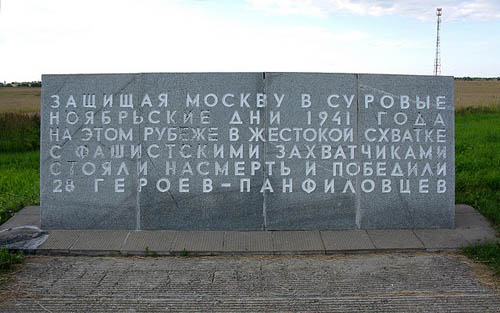 ЗАЩИЩАЯ МОСКВУ В СУРОВЫЕ
НОЯБРЬСКИЕ ДНИ 1941 ГОДА
НА ЭТОМ РУБЕЖЕ В ЖЕСТОКОЙ СХВАТКЕ
С ФАШИСТСКИМИ ЗАХВАТЧИКАМИ
СТОЯЛИ НАСМЕРТЬ И ПОБЕДИЛИ
28 ГЕРОЕВ-ПАНФИЛОВЦЕВ